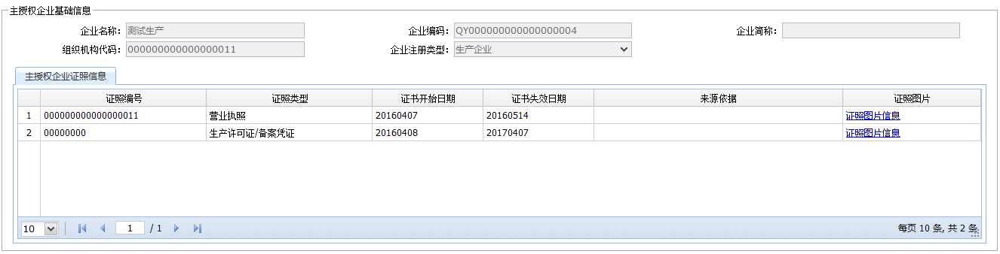 主授权企业基础信息
企业名称: 测试生产 企业编码: QY000000000000000004 企业简称:
组织机构代码: 000000000000000011 企业注册类型: 生产企业
主授权企业证照信息
证照编号 证照类型 证书开始日期 证书失效日期 来源依据 证照图片
1 000000000000000011 营业执照 20160407 20160514 证照图片信息
2 00000000 生产许可证/备案凭证 20160408 20170407 证照图片信息
10 1 / 1 每页 10 条, 共 2 条